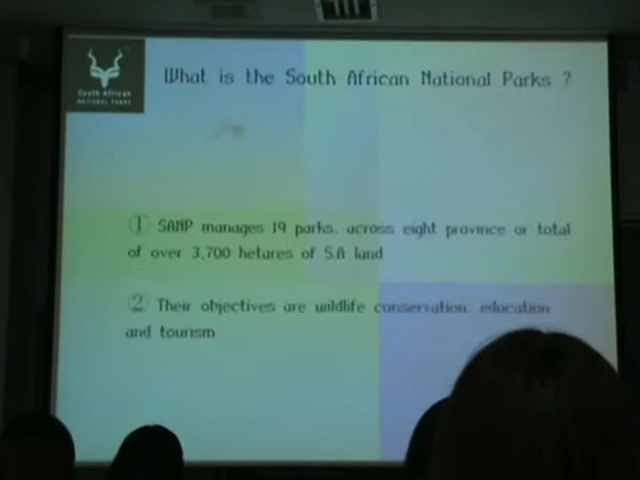 South African
NATIONAL PARKS
What is the South African National Parks ?
① SANP manages 19 parks, across eight province or total
of over 3,700 hetares of S.A land
② Their objectives are wildlife conservation, education
and tourism